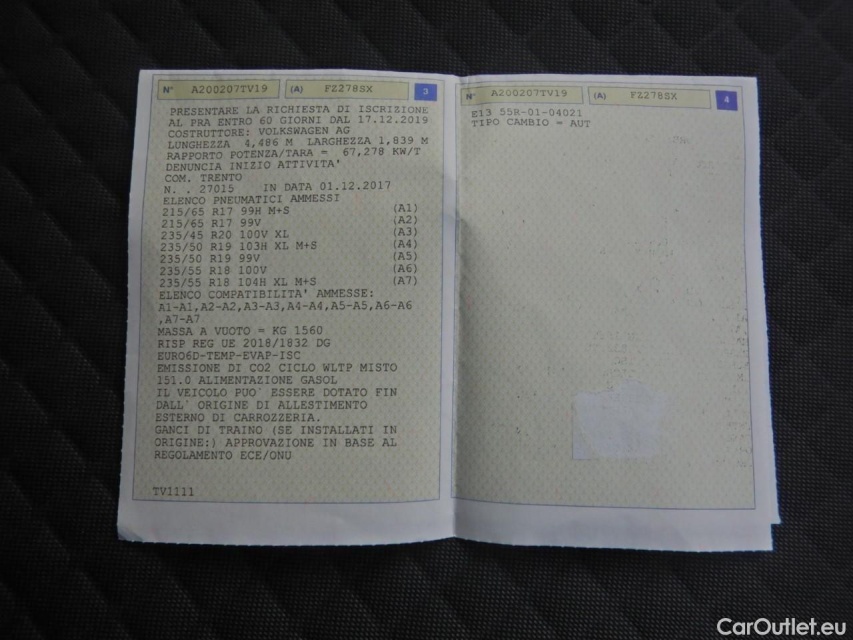 N° A200207TV19 (A) FZ278SX 3
PRESENTARE LA RICHIESTA DI ISCRIZIONE
AL PRA ENTRO 60 GIORNI DAL 17.12.2019
COSTRUTTORE: VOLKSWAGEN AG
LUNGHEZZA 4,486 M LARGHEZZA 1,839 M
RAPPORTO POTENZA/TARA = 67,278 KW/T
DENUNCIA INIZIO ATTIVITA'
COM. TRENTO
N. . 27015 IN DATA 01.12.2017
ELENCO PNEUMATICI AMMESSI
215/65 R17 99H M+S (A1)
215/65 R17 99V (A2)
235/45 R20 100V XL (A3)
235/50 R19 103H XL M+S (A4)
235/50 R19 99V (A5)
235/55 R18 100V (A6)
235/55 R18 104H XL M+S (A7)
ELENCO COMPATIBILITA' AMMESSE:
A1-A1,A2-A2,A3-A3,A4-A4,A5-A5,A6-A6
,A7-A7
MASSA A VUOTO = KG 1560
RISP REG UE 2018/1832 DG
EURO6D-TEMP-EVAP-ISC
EMISSIONE DI CO2 CICLO WLTP MISTO
151.0 ALIMENTAZIONE GASOL
IL VEICOLO PUO' ESSERE DOTATO FIN
DALL' ORIGINE DI ALLESTIMENTO
ESTERNO DI CARROZZERIA.
GANCI DI TRAINO (SE INSTALLATI IN
ORIGINE:) APPROVAZIONE IN BASE AL
REGOLAMENTO ECE/ONU
TV1111
N° A200207TV19 (A) FZ278SX 4
E13 55R-01-04021
TIPO CAMBIO = AUT
CarOutlet.eu